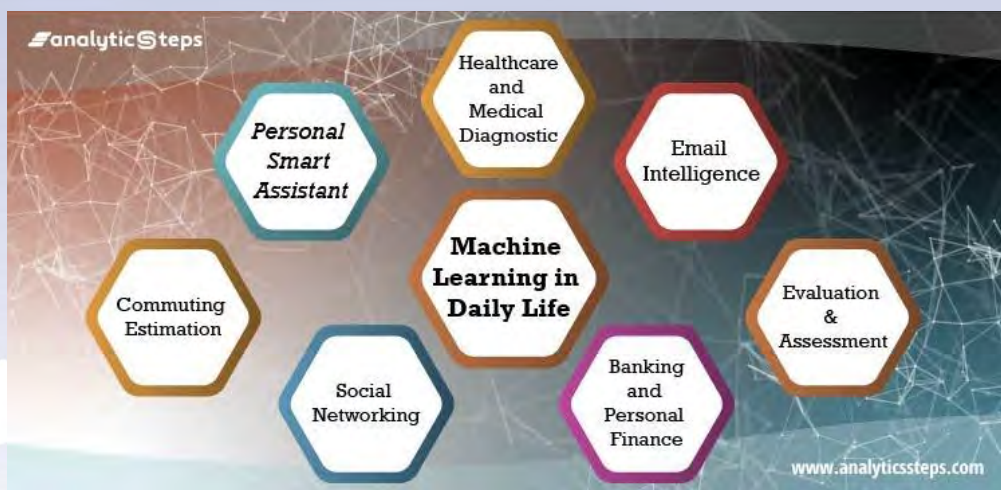 analyticSteps
Healthcare
and
Medical
Diagnostic
Personal
Smart
Assistant
Email
Intelligence
Machine
Learning in
Daily Life
Commuting
Estimation
Evaluation
&
Assessment
Social
Networking
Banking
and
Personal
Finance
www.analyticssteps.com